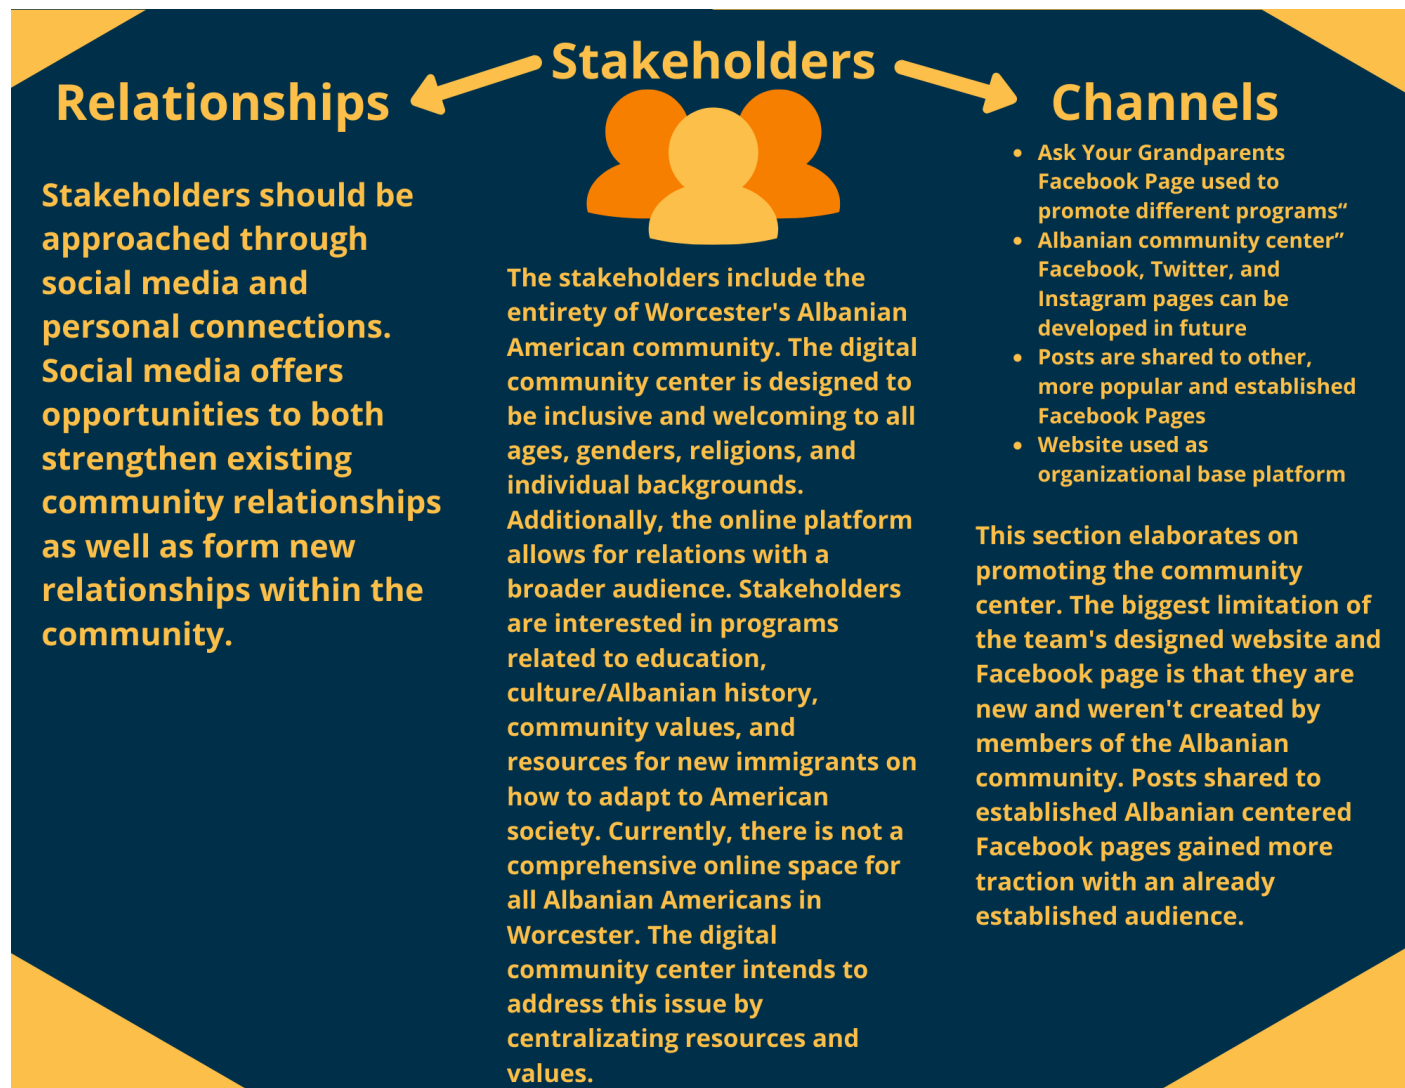 Stakeholders
Relationships
Stakeholders should be
approached through
social media and
personal connections.
Social media offers
opportunities to both
strengthen existing
community relationships
as well as form new
relationships within the
community.
The stakeholders include the
entirety of Worcester's Albanian
American community. The digital
community center is designed to
be inclusive and welcoming to all
ages, genders, religions, and
individual backgrounds.
Additionally, the online platform
allows for relations with a
broader audience. Stakeholders
are interested in programs
related to education,
culture/Albanian history,
community values, and
resources for new immigrants on
how to adapt to American
society. Currently, there is not a
comprehensive online space for
all Albanian Americans in
Worcester. The digital
community center intends to
address this issue by
centralizating resources and
values.
Channels
• Ask Your Grandparents
Facebook Page used to
promote different programs“
• Albanian community center”
Facebook, Twitter, and
Instagram pages can be
developed in future
• Posts are shared to other,
more popular and established
Facebook Pages
• Website used as
organizational base platform
This section elaborates on
promoting the community
center. The biggest limitation of
the team's designed website and
Facebook page is that they are
new and weren't created by
members of the Albanian
community. Posts shared to
established Albanian centered
Facebook pages gained more
traction with an already
established audience.